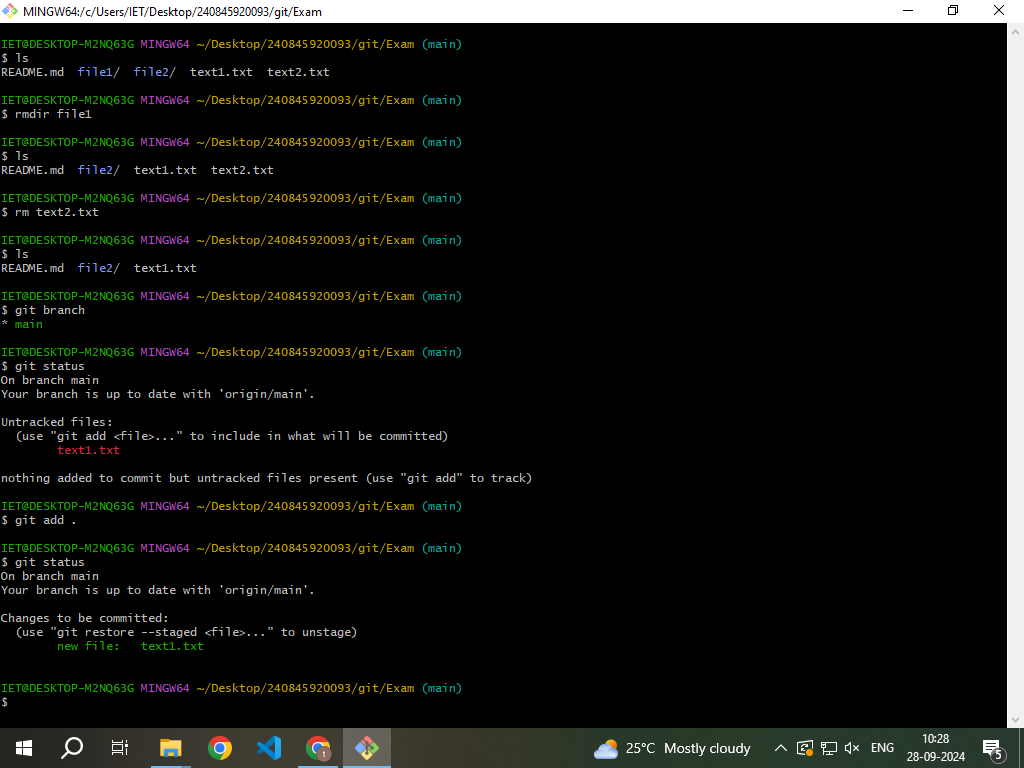 MINGW64:/c/Users/IET/Desktop/240845920093/git/Exam
IET@DESKTOP-M2NQ63G MINGW64 ~/Desktop/240845920093/git/Exam (main)
$ ls
README.md  file1/  file2/  text1.txt  text2.txt
IET@DESKTOP-M2NQ63G MINGW64 ~/Desktop/240845920093/git/Exam (main)
$ rmdir file1
IET@DESKTOP-M2NQ63G MINGW64 ~/Desktop/240845920093/git/Exam (main)
$ ls
README.md  file2/  text1.txt  text2.txt
IET@DESKTOP-M2NQ63G MINGW64 ~/Desktop/240845920093/git/Exam (main)
$ rm text2.txt
IET@DESKTOP-M2NQ63G MINGW64 ~/Desktop/240845920093/git/Exam (main)
$ ls
README.md  file2/  text1.txt
IET@DESKTOP-M2NQ63G MINGW64 ~/Desktop/240845920093/git/Exam (main)
$ git branch
* main
IET@DESKTOP-M2NQ63G MINGW64 ~/Desktop/240845920093/git/Exam (main)
$ git status
On branch main
Your branch is up to date with 'origin/main'.
Untracked files:
  (use "git add <file>..." to include in what will be committed)
        text1.txt
nothing added to commit but untracked files present (use "git add" to track)
IET@DESKTOP-M2NQ63G MINGW64 ~/Desktop/240845920093/git/Exam (main)
$ git add .
IET@DESKTOP-M2NQ63G MINGW64 ~/Desktop/240845920093/git/Exam (main)
$ git status
On branch main
Your branch is up to date with 'origin/main'.
Changes to be committed:
  (use "git restore --staged <file>..." to unstage)
        new file:   text1.txt
IET@DESKTOP-M2NQ63G MINGW64 ~/Desktop/240845920093/git/Exam (main)
$
25°C  Mostly cloudy
ENG
10:28
28-09-2024
5